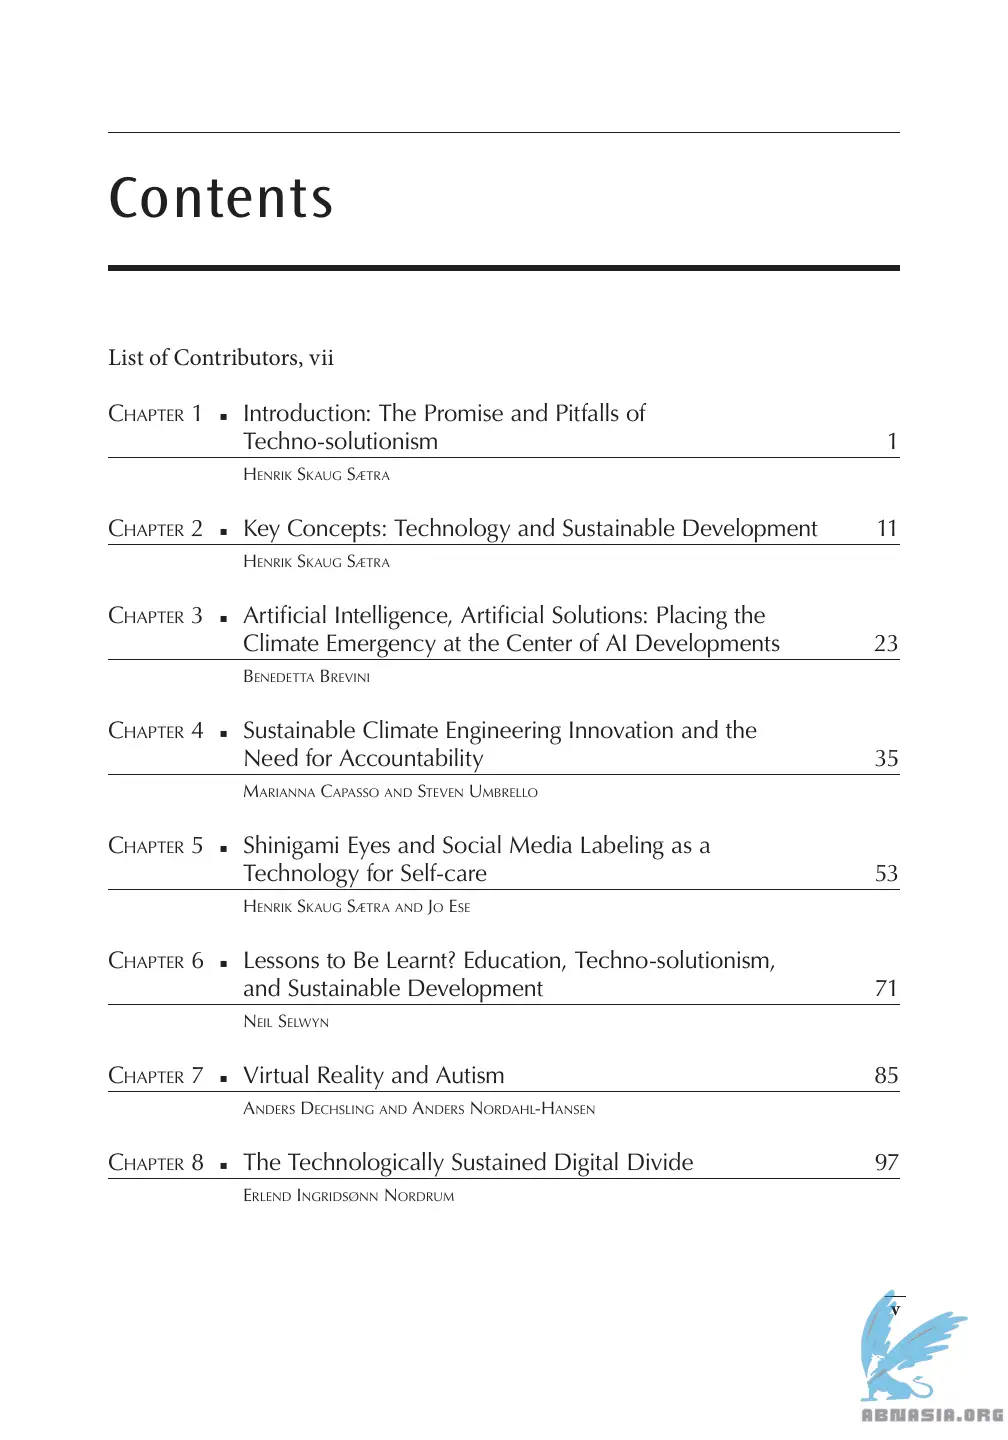 Contents
List of Contributors, vii
Chapter 1 ■ Introduction: The Promise and Pitfalls of
Techno-solutionism 1
Henrik Skaug Sætra
Chapter 2 ■ Key Concepts: Technology and Sustainable Development 11
Henrik Skaug Sætra
Chapter 3 ■ Artificial Intelligence, Artificial Solutions: Placing the
Climate Emergency at the Center of AI Developments 23
Benedetta Brevini
Chapter 4 ■ Sustainable Climate Engineering Innovation and the
Need for Accountability 35
Marianna Capasso and Steven Umbrello
Chapter 5 ■ Shinigami Eyes and Social Media Labeling as a
Technology for Self-care 53
Henrik Skaug Sætra and Jo Ese
Chapter 6 ■ Lessons to Be Learnt? Education, Techno-solutionism,
and Sustainable Development 71
Neil Selwyn
Chapter 7 ■ Virtual Reality and Autism 85
Anders Dechsling and Anders Nordahl-Hansen
Chapter 8 ■ The Technologically Sustained Digital Divide 97
Erlend Ingridsønn Nordrum
v
ABNASIA.ORG